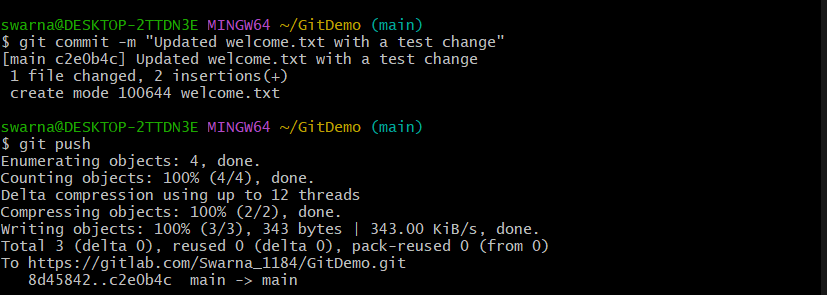 swarna@DESKTOP-2TTDN3E MINGW64 ~/GitDemo (main)
$ git commit -m "Updated welcome.txt with a test change"
[main c2e0b4c] Updated welcome.txt with a test change
 1 file changed, 2 insertions(+)
 create mode 100644 welcome.txt

swarna@DESKTOP-2TTDN3E MINGW64 ~/GitDemo (main)
$ git push
Enumerating objects: 4, done.
Counting objects: 100% (4/4), done.
Delta compression using up to 12 threads
Compressing objects: 100% (2/2), done.
Writing objects: 100% (3/3), 343 bytes | 343.00 KiB/s, done.
Total 3 (delta 0), reused 0 (delta 0), pack-reused 0 (from 0)
To https://gitlab.com/Swarna_1184/GitDemo.git
   8d45842..c2e0b4c  main -> main